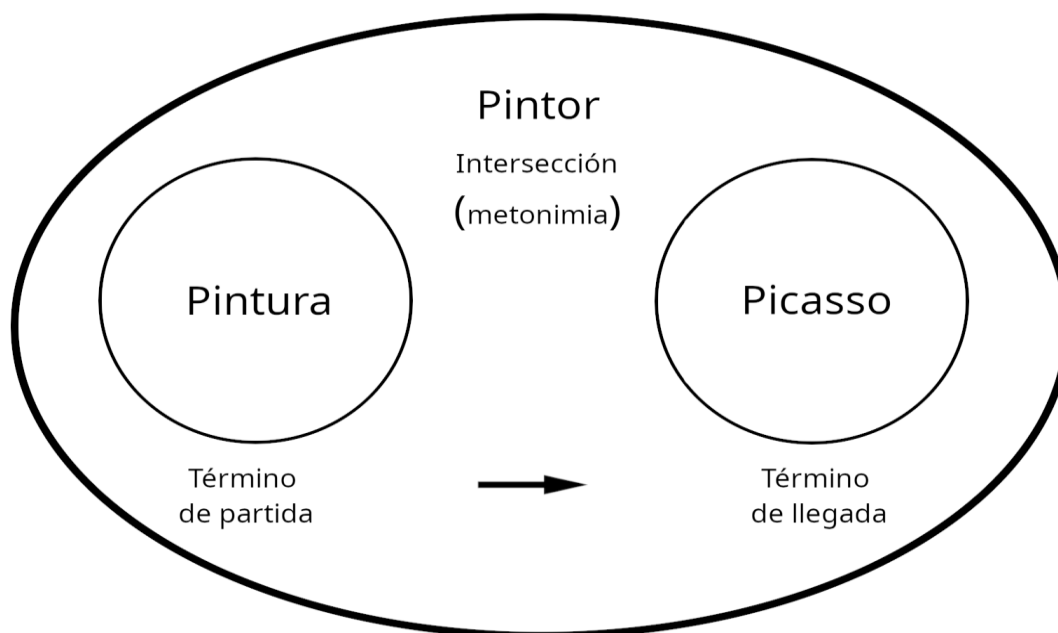 Pintor
Intersección
(metonimia)
Pintura
Picasso
Término
de partida
Término
de llegada